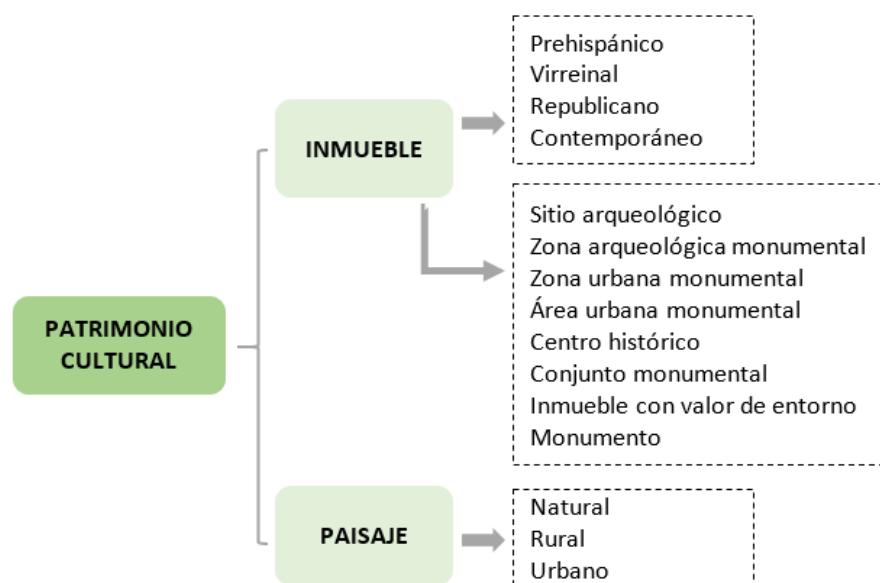 PATRIMONIO
CULTURAL
INMUEBLE
Prehispánico
Virreinal
Republicano
Contemporáneo
Sitio arqueológico
Zona arqueológica monumental
Zona urbana monumental
Área urbana monumental
Centro histórico
Conjunto monumental
Inmueble con valor de entorno
Monumento
PAISAJE
Natural
Rural
Urbano